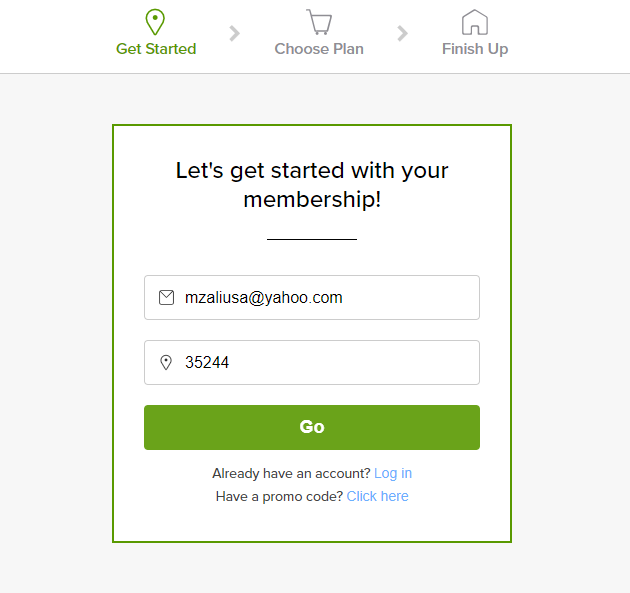 Get Started
Choose Plan
Finish Up
Let's get started with your
membership!
mzaliusa@yahoo.com
35244
Go
Already have an account? Log in
Have a promo code? Click here